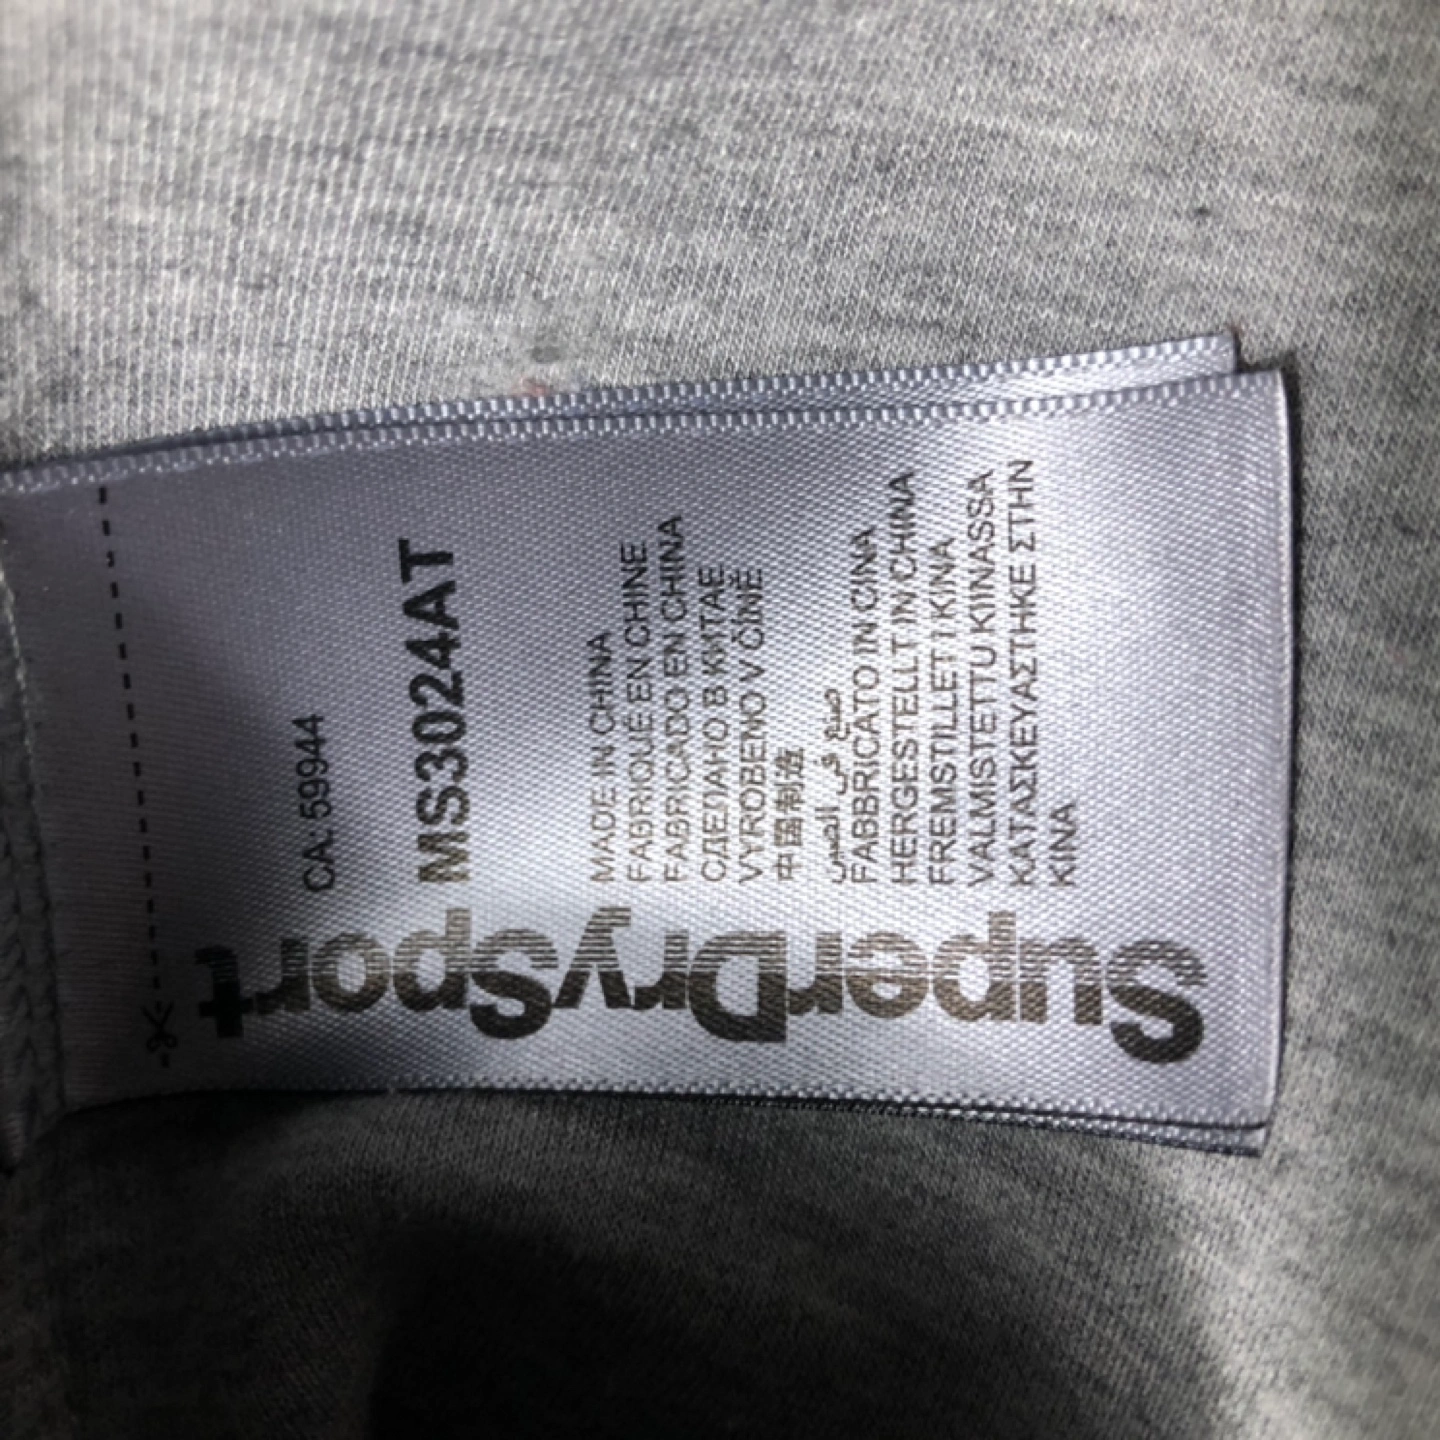 CA: 59944
MS3024AT
MADE IN CHINA
FABRIQUÉ EN CHINE
FABRICADO EN CHINA
СДЕЛАНО В КИТАЕ
VYROBENO V ČÍNĚ
中国制造
صنع في الصين
FABBRICATO IN CINA
HERGESTELLT IN CHINA
FREMSTILLET I KINA
VALMISTETTU KIINASSA
ΚΑΤΑΣΚΕΥΑΣΤΗΚΕ ΣΤΗΝ
ΚΙΝΑ
SuperDrySport